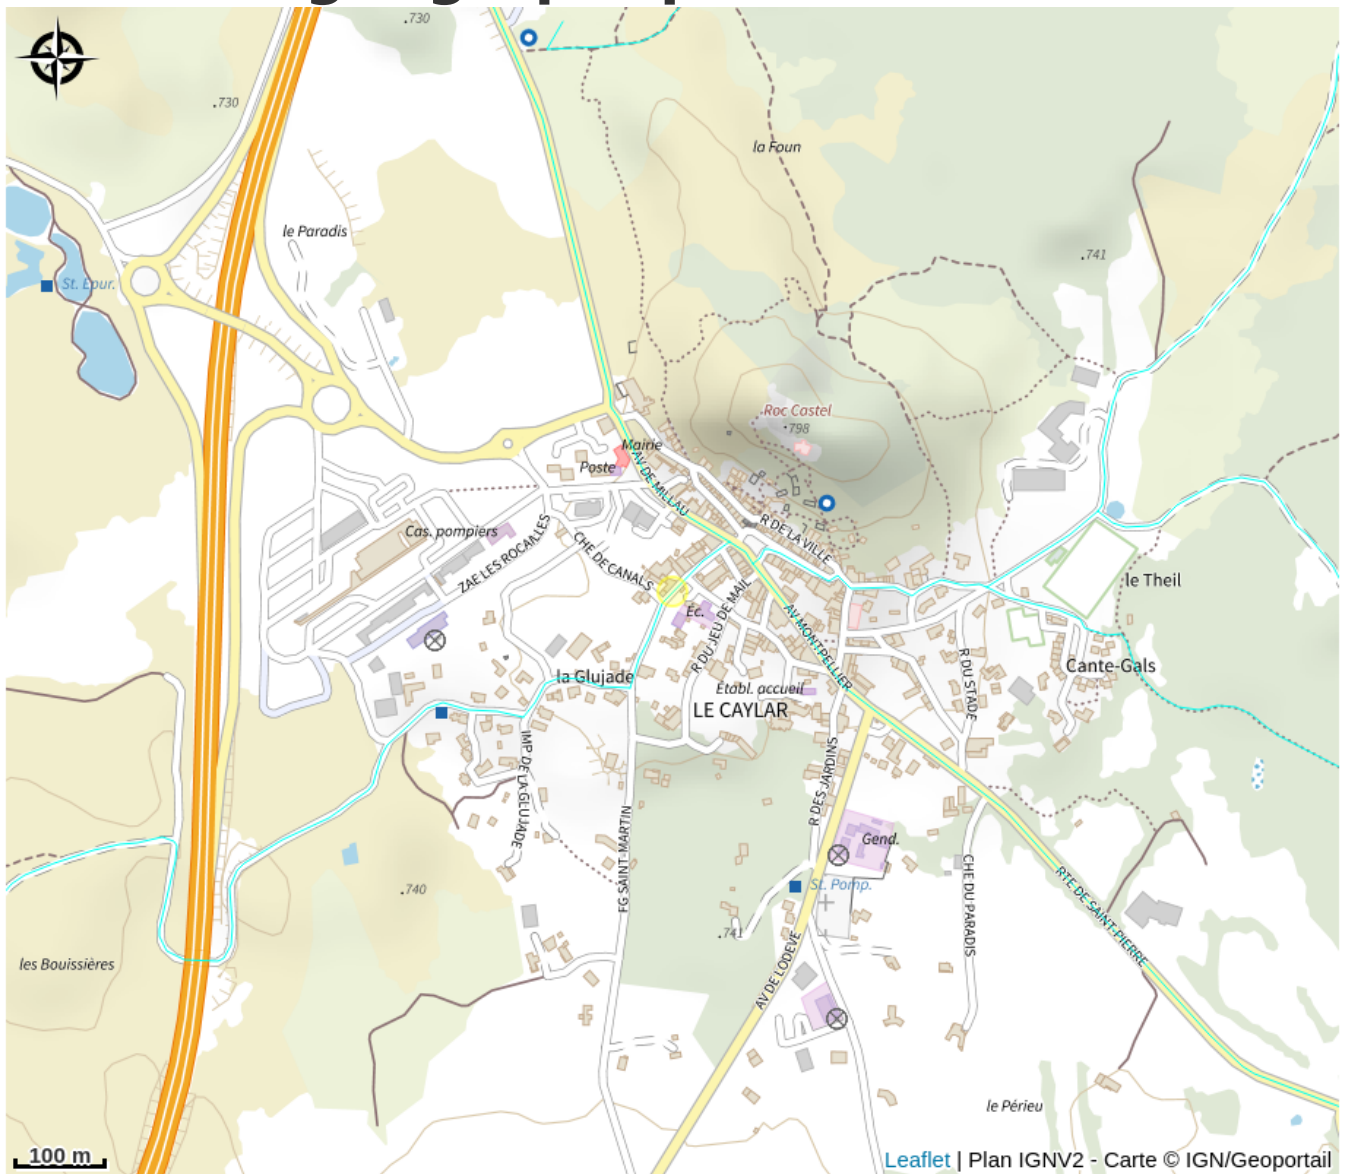 .730
.730
la Foun
le Paradis
.741
St. Epur.
Roc Castel
.798
Mairie
Poste
AV DE MILLAU
Cas. pompiers
ZAE LES ROCAILLES
CHE DE CANALS
R DE LA VILLE
le Theil
Ec.
R DU JEU DE MAIL
AV MONTPELLIER
la Glujade
Établ. accueil
LE CAYLAR
R DU STADE
Cante-Gals
IMP DE LA GLUJADE
R DES JARDINS
FG SAINT-MARTIN
Gend.
St. Pomp.
CHE DU PARADIS
RTE DE SAINT-PIERRE
.740
.741
les Bouissières
AV DE LODEVE
le Périeu
100 m
Leaflet | Plan IGNV2 - Carte © IGN/Geoportail